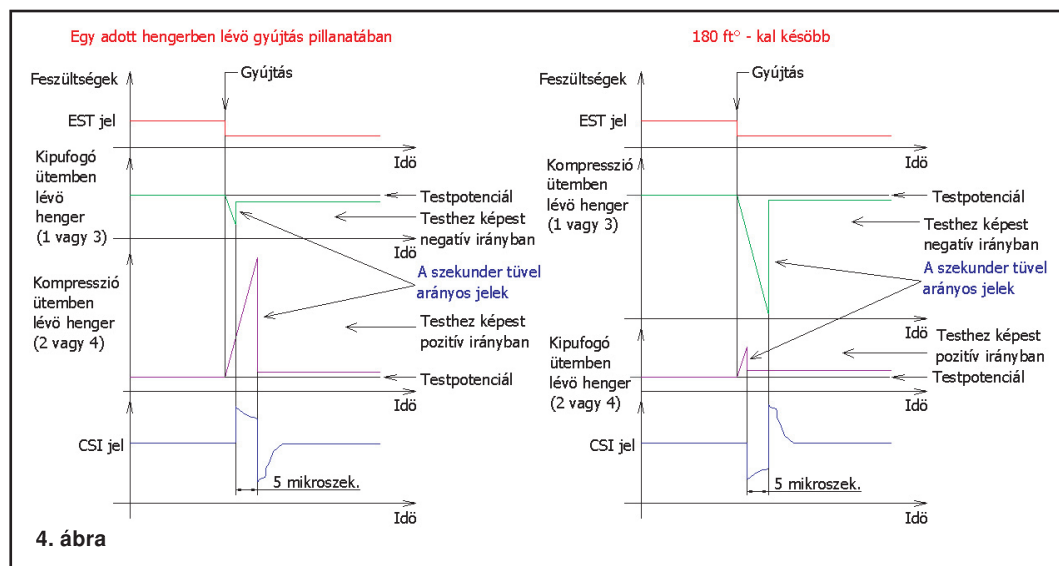 Egy adott hengerben lévö gyújtás pillanatában
Feszültségek
Gyújtás
EST jel
Idö
Kipufogó
ütemben
lévö
henger
(1 vagy 3)
Testpotenciál
Testhez képest
negatív irányban
Idö
Kompresszió
ütemben
lévö henger
(2 vagy 4)
A szekunder tüvel
arányos jelek
Testhez képest
pozitív irányban
Testpotenciál
Idö
CSI jel
5 mikroszek.
Idö
180 ft° - kal késöbb
Feszültségek
Gyújtás
EST jel
Idö
Kompresszió
ütemben
lévö henger
(1 vagy 3)
Testpotenciál
Testhez képest
negatív irányban
A szekunder tüvel
arányos jelek
Idö
Kipufogó
ütemben
lévö henger
(2 vagy 4)
Testhez képest
pozitív irányban
Testpotenciál
Idö
CSI jel
5 mikroszek.
Idö
4. ábra